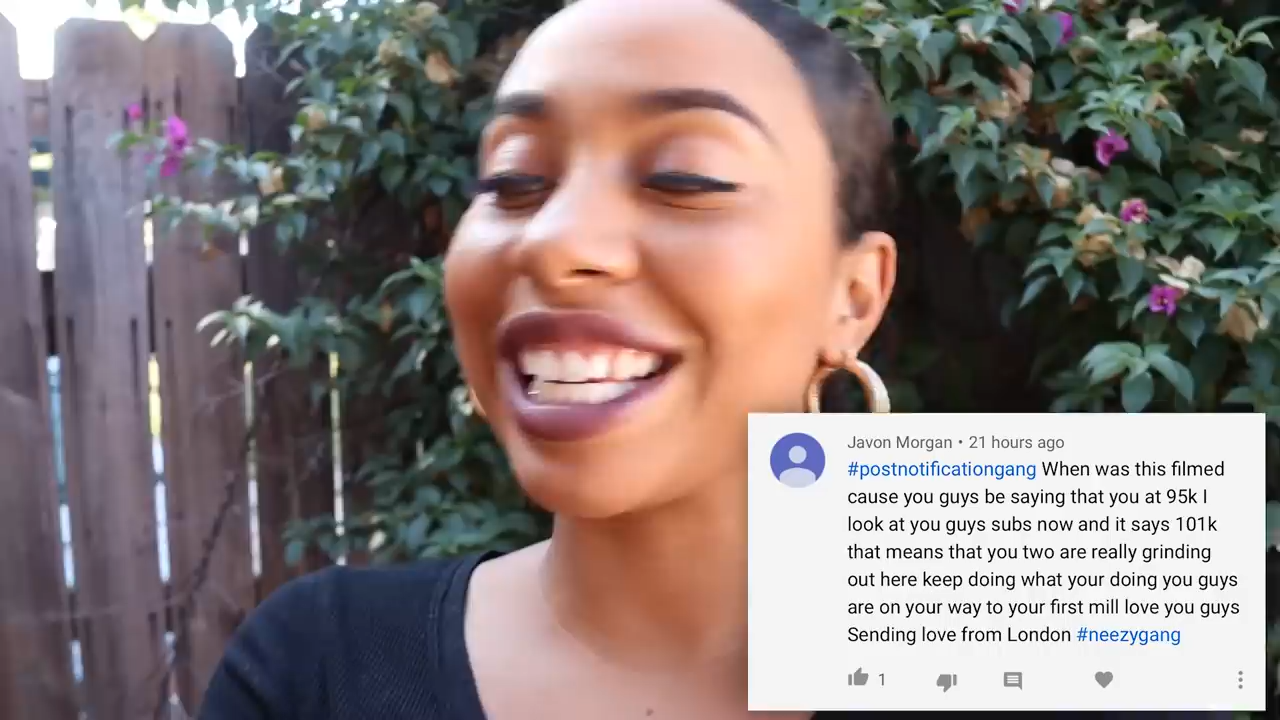 Javon Morgan • 21 hours ago
#postnotificationgang When was this filmed
cause you guys be saying that you at 95k I
look at you guys subs now and it says 101k
that means that you two are really grinding
out here keep doing what your doing you guys
are on your way to your first mill love you guys
Sending love from London #neezygang
1